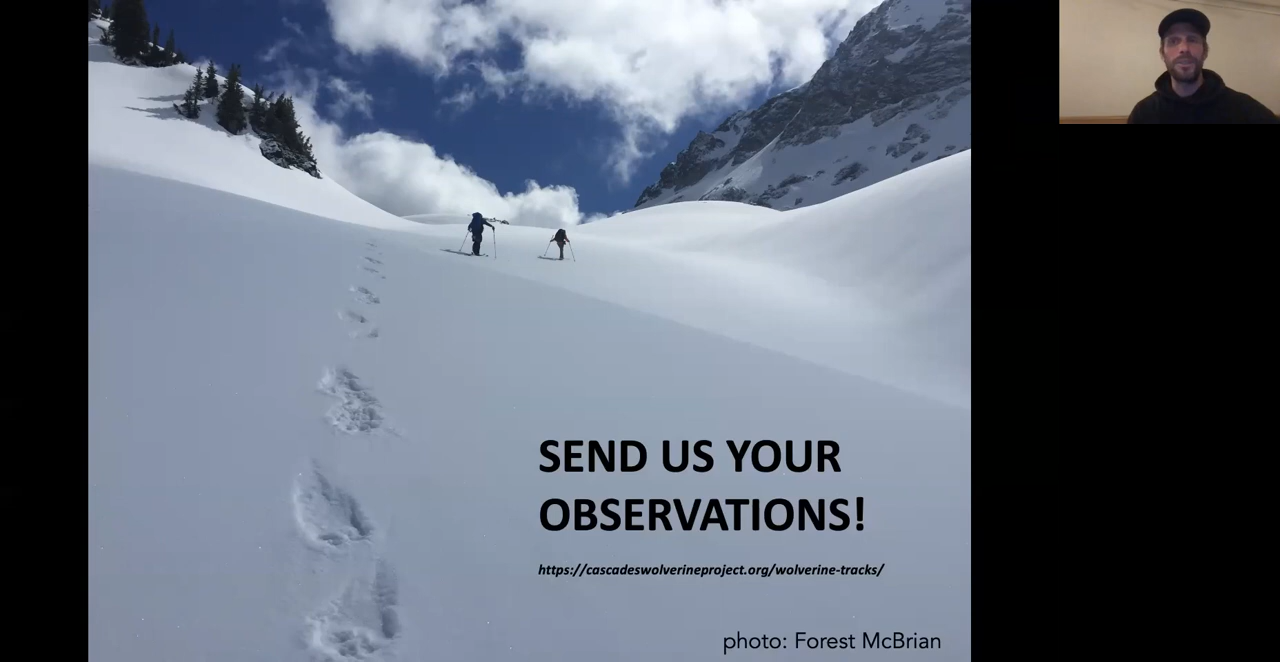 SEND US YOUR
OBSERVATIONS!
https://cascadeswolverineproject.org/wolverine-tracks/
photo: Forest McBrian